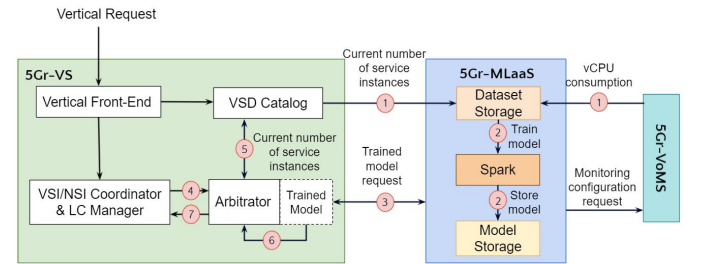 Vertical Request
5Gr-VS
Vertical Front-End
VSD Catalog
Current number
of service
instances
1
5Gr-MLaaS
Dataset
Storage
vCPU
consumption
1
5Gr-VoMS
2
Train
model
5
Current number
of service
instances
Trained
model
request
3
Spark
2
Store
model
Model
Storage
Monitoring
configuration
request
VSI/NSI Coordinator
& LC Manager
4
7
Arbitrator
Trained
Model
6